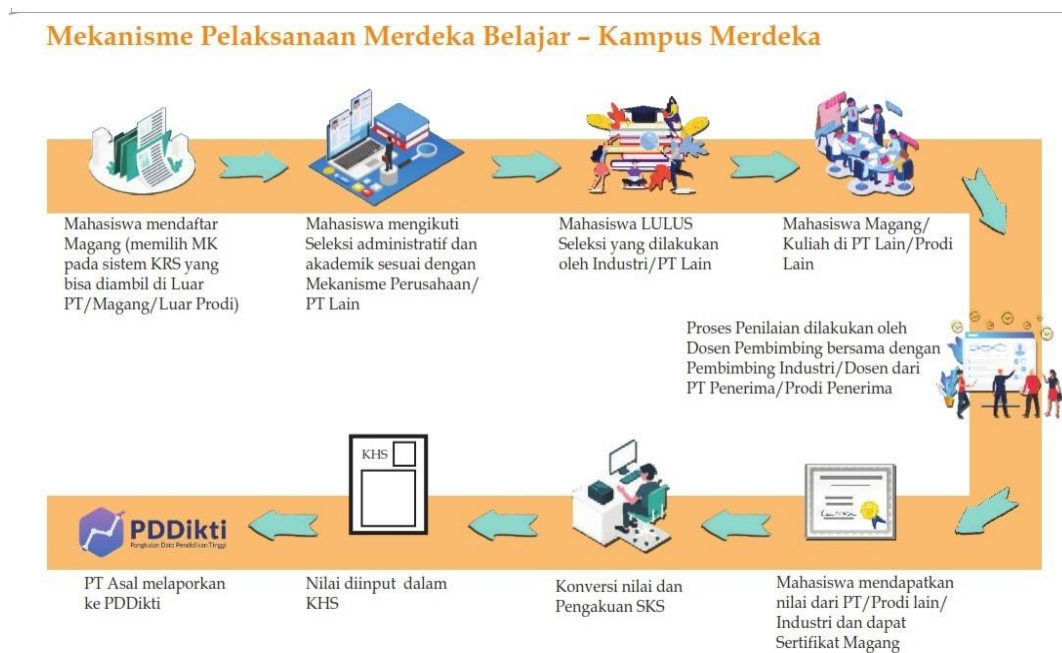 Mekanisme Pelaksanaan Merdeka Belajar – Kampus Merdeka
Mahasiswa mendaftar
Magang (memilih MK
pada sistem KRS yang
bisa diambil di Luar
PT/Magang/Luar Prodi)
Mahasiswa mengikuti
Seleksi administratif dan
akademik sesuai dengan
Mekanisme Perusahaan/
PT Lain
Mahasiswa LULUS
Seleksi yang dilakukan
oleh Industri/PT Lain
Mahasiswa Magang/
Kuliah di PT Lain/Prodi
Lain
Proses Penilaian dilakukan oleh
Dosen Pembimbing bersama dengan
Pembimbing Industri/Dosen dari
PT Penerima/Prodi Penerima
Mahasiswa mendapatkan
nilai dari PT/Prodi lain/
Industri dan dapat
Sertifikat Magang
Konversi nilai dan
Pengakuan SKS
KHS
Nilai diinput dalam
KHS
PDDikti
Pangkalan Data Pendidikan Tinggi
PT Asal melaporkan
ke PDDikti